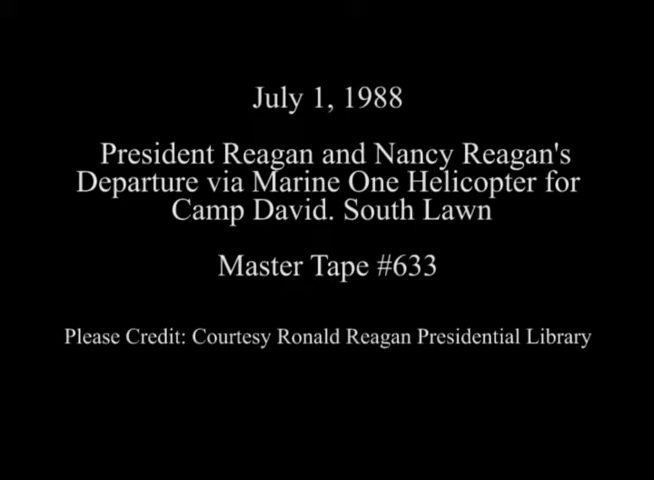 July 1, 1988
President Reagan and Nancy Reagan's
Departure via Marine One Helicopter for
Camp David. South Lawn
Master Tape #633
Please Credit: Courtesy Ronald Reagan Presidential Library